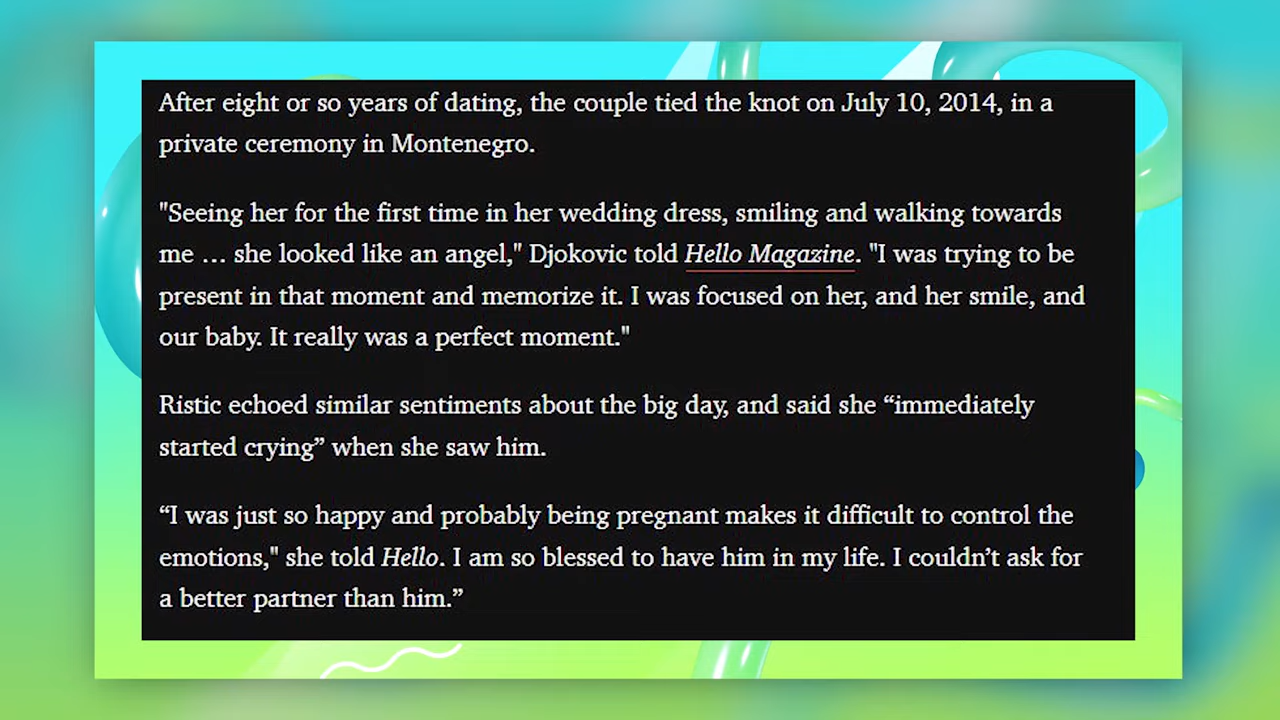 After eight or so years of dating, the couple tied the knot on July 10, 2014, in a
private ceremony in Montenegro.
"Seeing her for the first time in her wedding dress, smiling and walking towards
me … she looked like an angel," Djokovic told Hello Magazine. "I was trying to be
present in that moment and memorize it. I was focused on her, and her smile, and
our baby. It really was a perfect moment."
Ristic echoed similar sentiments about the big day, and said she “immediately
started crying” when she saw him.
“I was just so happy and probably being pregnant makes it difficult to control the
emotions," she told Hello. I am so blessed to have him in my life. I couldn’t ask for
a better partner than him.”